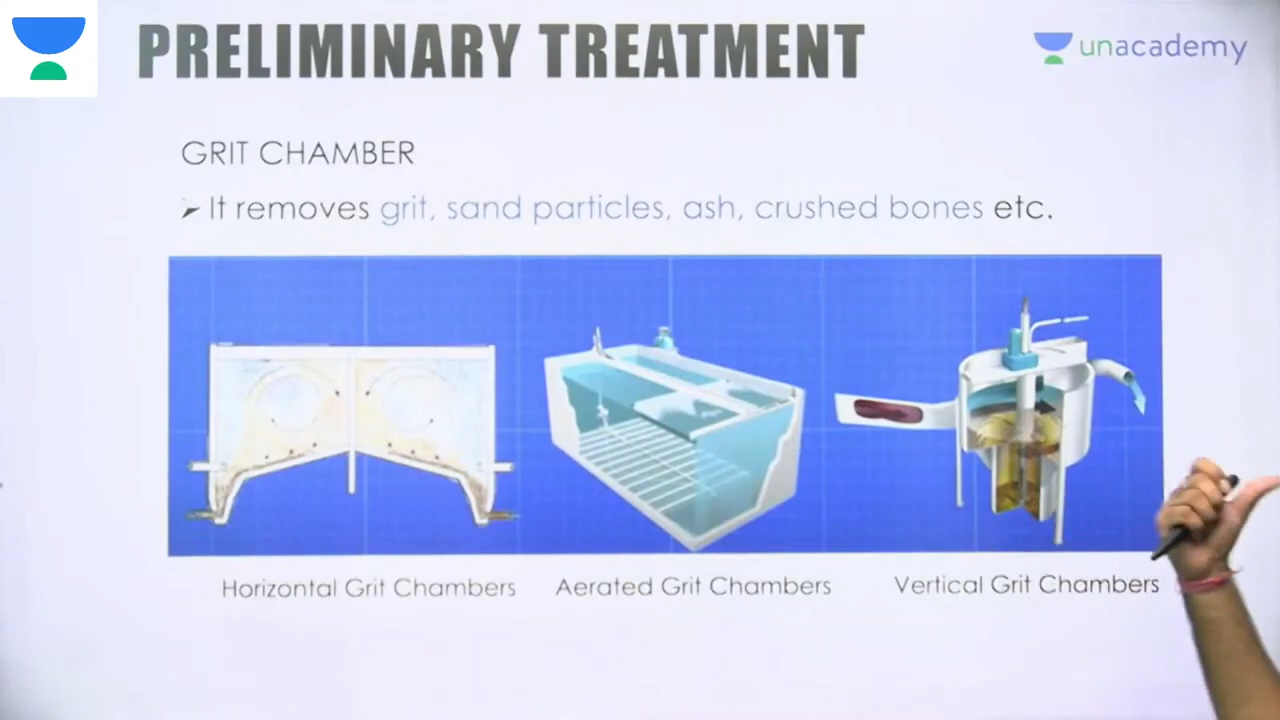 PRELIMINARY TREATMENT
unacademy
GRIT CHAMBER
➢ It removes grit, sand particles, ash, crushed bones etc.
Horizontal Grit Chambers
Aerated Grit Chambers
Vertical Grit Chambers